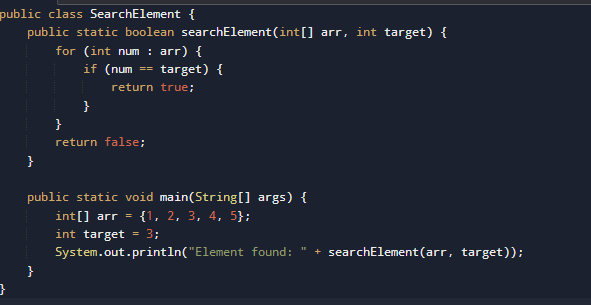 public class SearchElement {
    public static boolean searchElement(int[] arr, int target) {
        for (int num : arr) {
            if (num == target) {
                return true;
            }
        }
        return false;
    }

    public static void main(String[] args) {
        int[] arr = {1, 2, 3, 4, 5};
        int target = 3;
        System.out.println("Element found: " + searchElement(arr, target));
    }
}